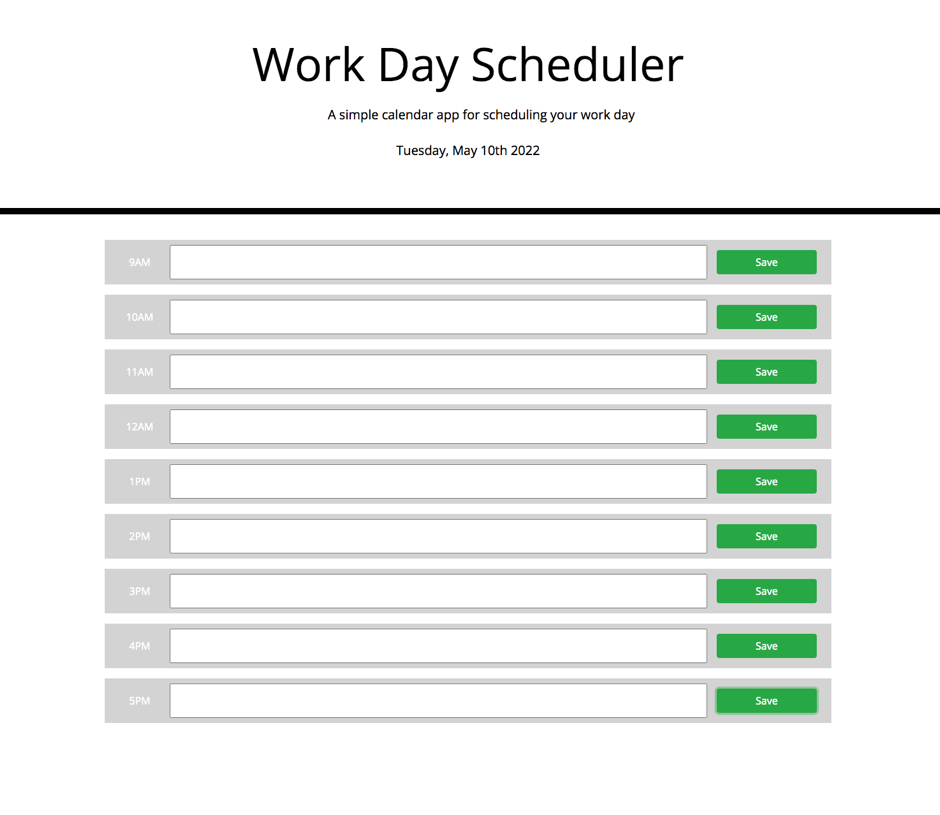 Work Day Scheduler
A simple calendar app for scheduling your work day
Tuesday, May 10th 2022
9AM Save
10AM Save
11AM Save
12AM Save
1PM Save
2PM Save
3PM Save
4PM Save
5PM Save